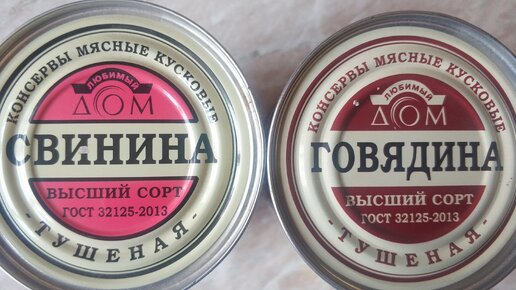 КОНСЕРВЫ МЯСНЫЕ КУСКОВЫЕ
ЛЮБИМЫЙ
ДОМ
СВИНИНА
ВЫСШИЙ СОРТ
ГОСТ 32125-2013
- ТУШЕНАЯ -
КОНСЕРВЫ МЯСНЫЕ КУСКОВЫЕ
ЛЮБИМЫЙ
ДОМ
ГОВЯДИНА
ВЫСШИЙ СОРТ
ГОСТ 32125-2013
- ТУШЕНАЯ -